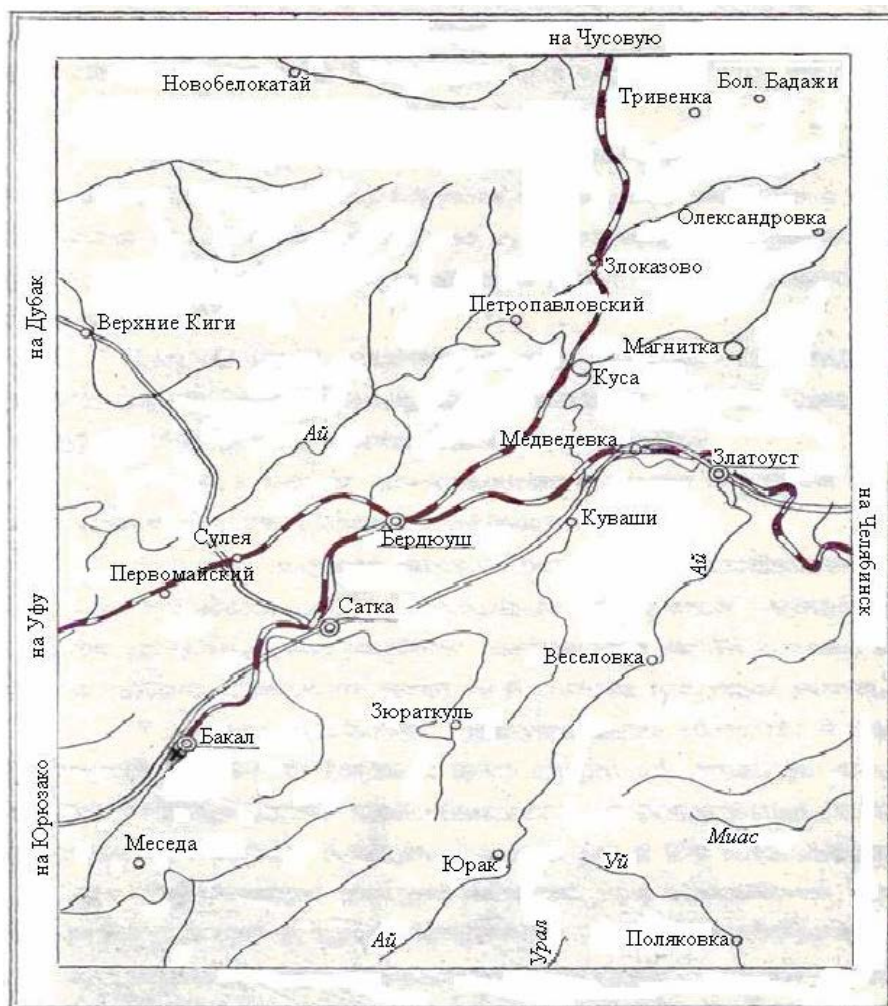 на Чусовую
Новобелокатай
Бол. Бадажи
Тривенка
Олександровка
Злоказово
Петропавловский
на Дубак
Верхние Киги
Магнитка
Куса
Ай
Медведевка
Златоуст
на Челябинск
Бердюуш
Куваши
Сулея
Ай
Первомайский
Сатка
на Уфу
Веселовка
Зюраткуль
Бакал
на Юрюзако
Миас
Меседа
Юрак
Уй
Ай
Урал
Поляковка